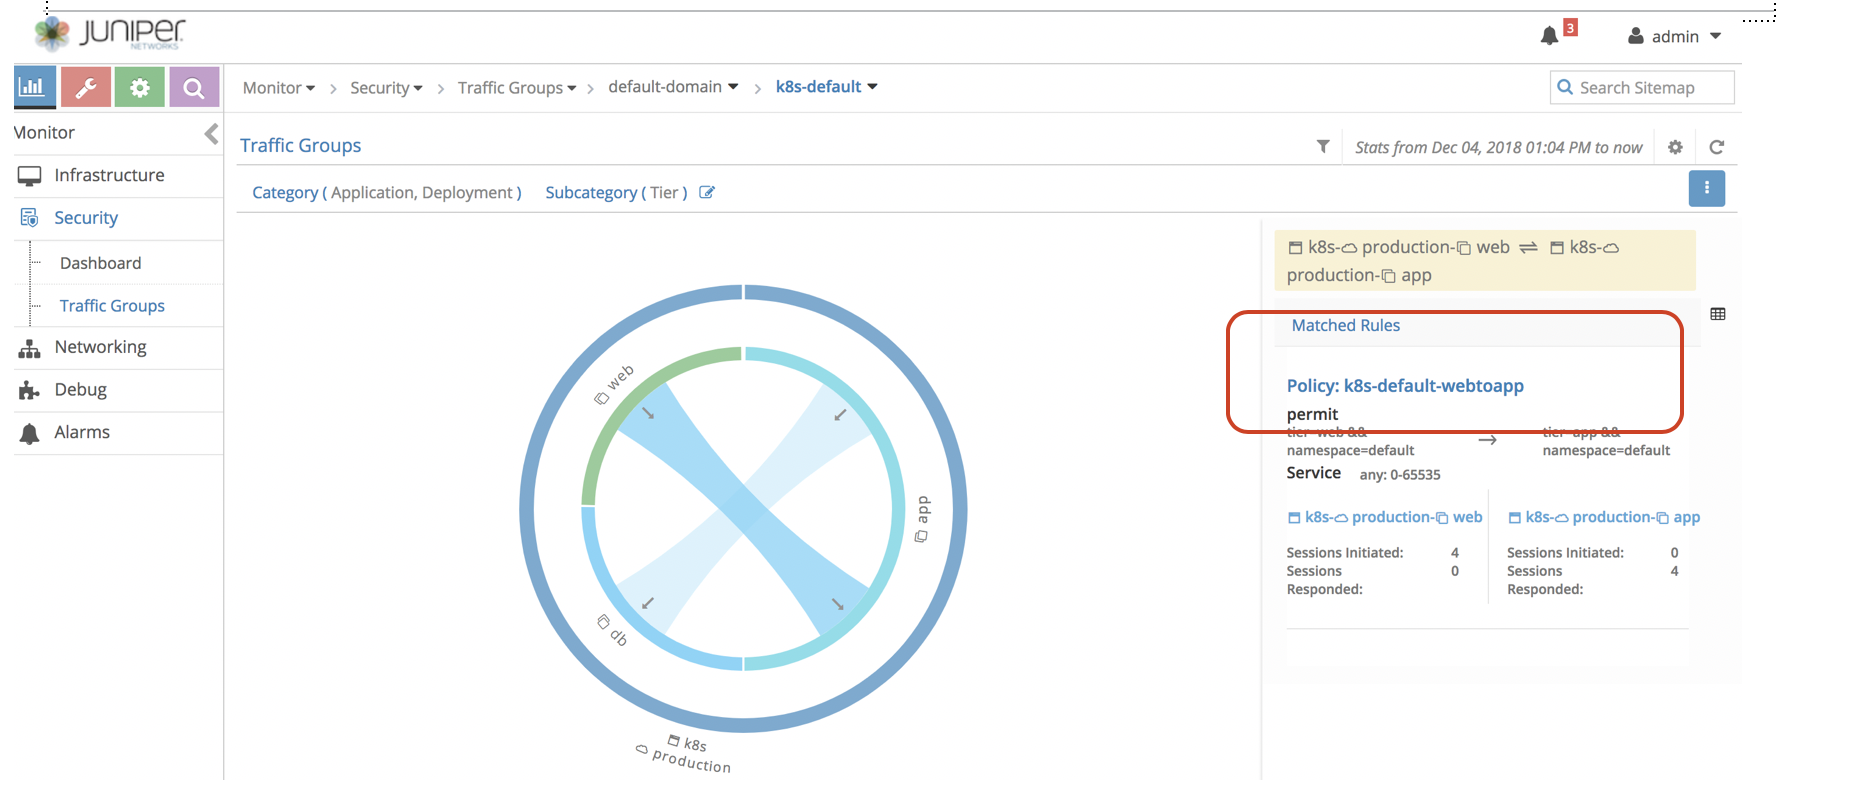 JUNIPER
NETWORKS
3
admin
Monitor Security Traffic Groups default-domain k8s-default
Search Sitemap
Monitor
Infrastructure
Security
Dashboard
Traffic Groups
Networking
Debug
Alarms
Traffic Groups
Stats from Dec 04, 2018 01:04 PM to now
Category ( Application, Deployment ) Subcategory ( Tier )
web
app
db
k8s
production
k8s- production- web ⇌ k8s-
production- app
Matched Rules
Policy: k8s-default-webtoapp
permit
tier=web && → tier=app &&
namespace=default namespace=default
Service any: 0-65535
k8s- production- web k8s- production- app
Sessions Initiated: 4 Sessions Initiated: 0
Sessions 0 Sessions 4
Responded: Responded: